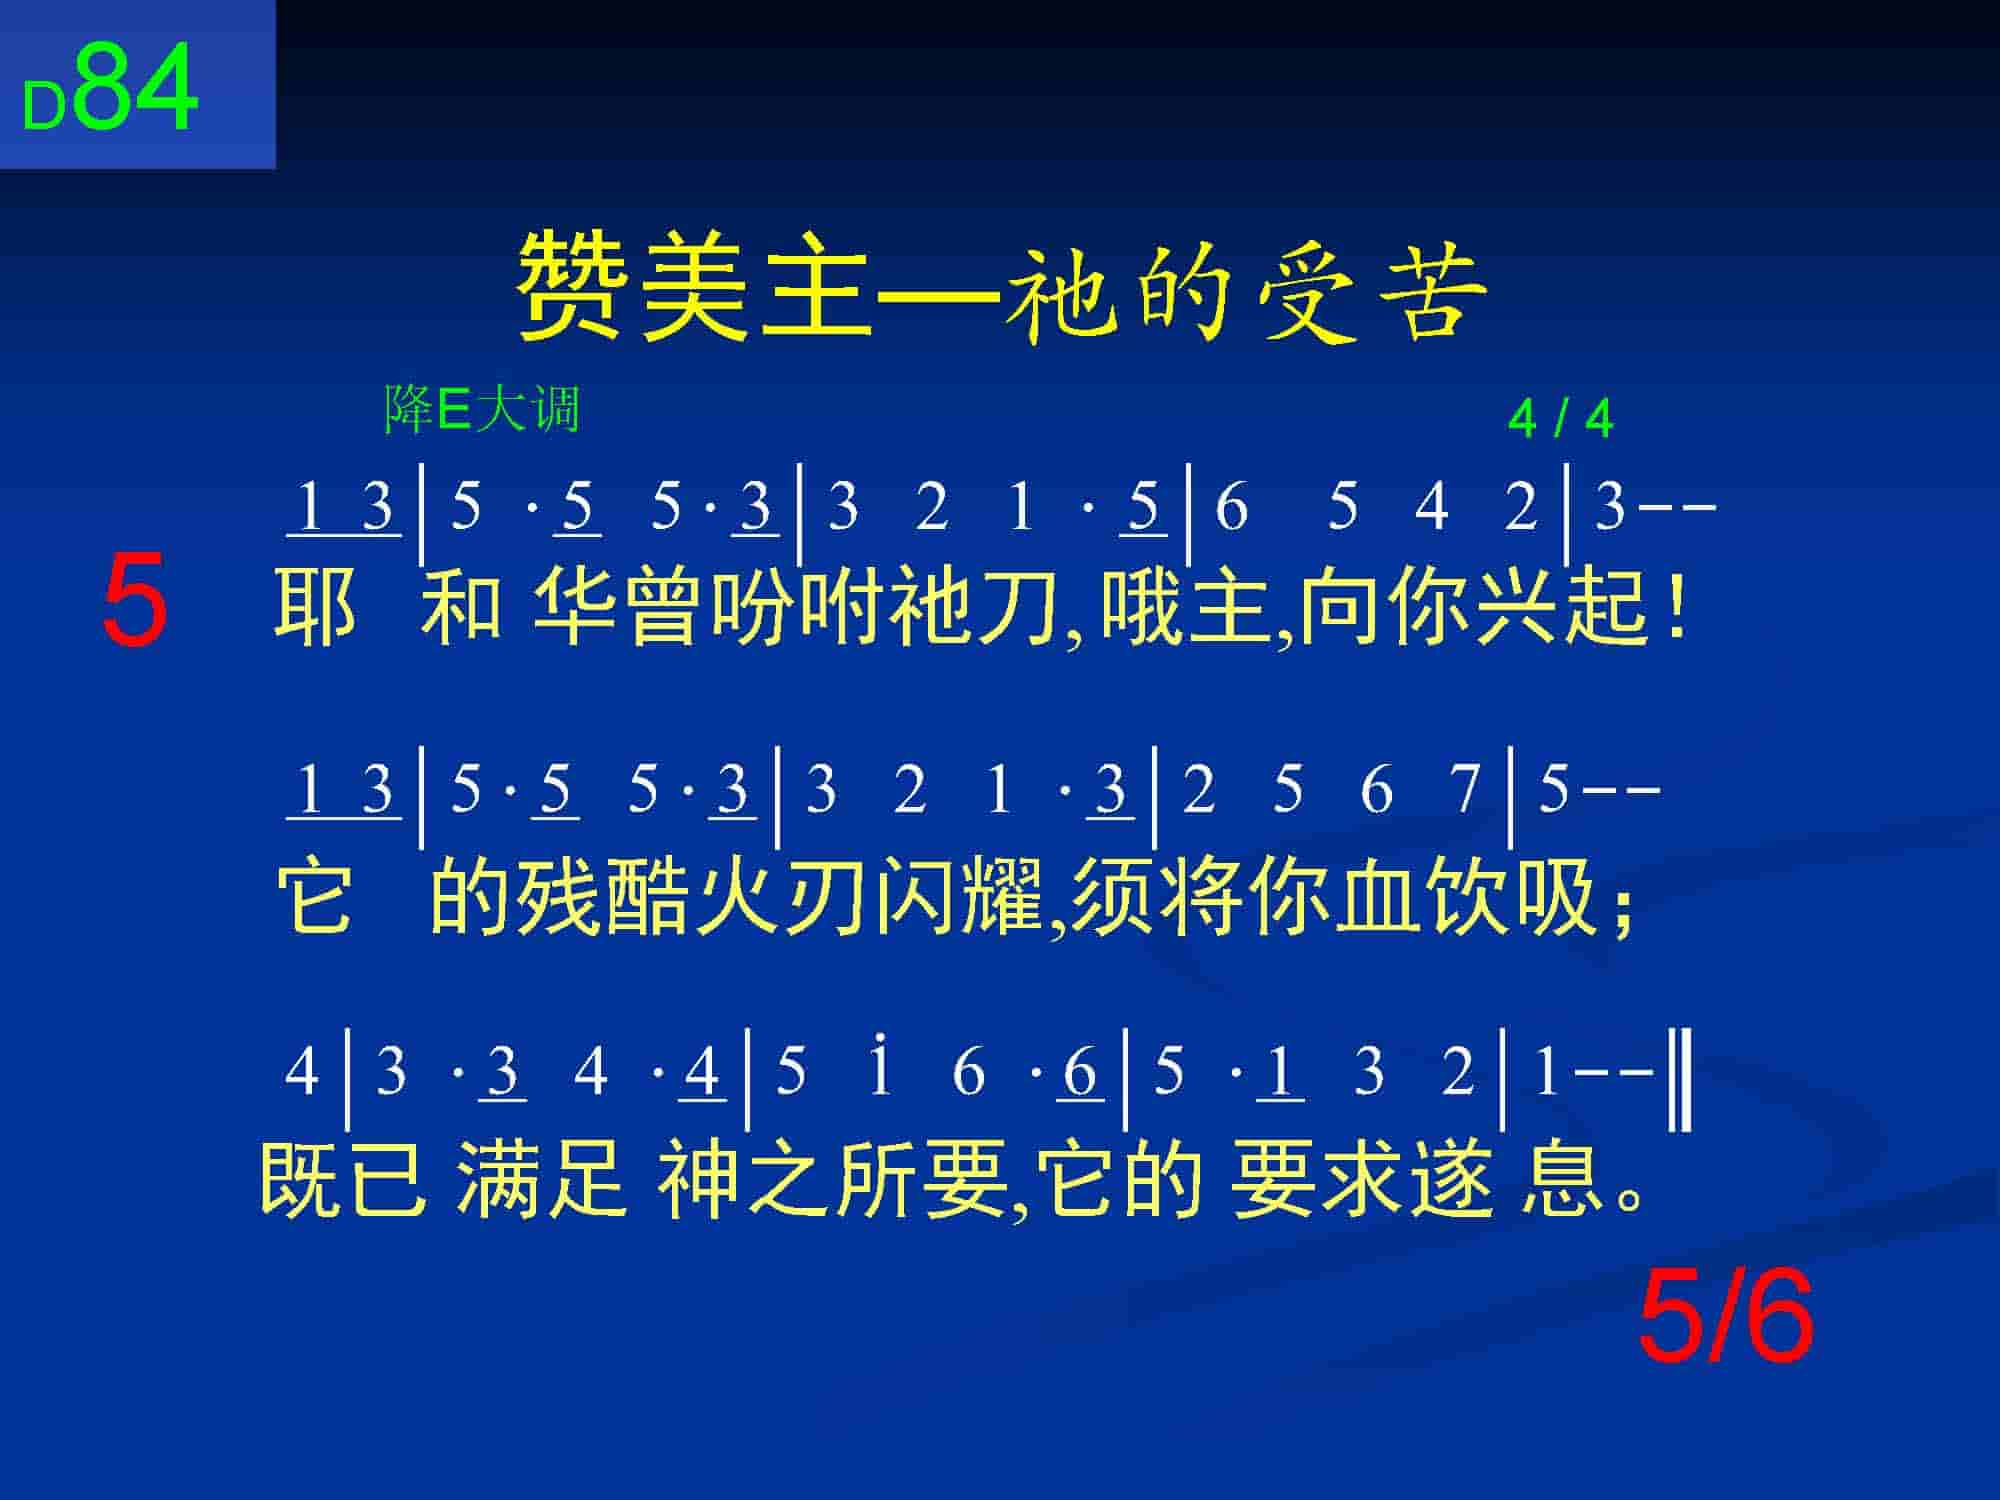 D84
赞美主—祂的受苦
降E大调 4 / 4
1 3 | 5 · 5 5 · 3 | 3 2 1 · 5 | 6 5 4 2 | 3 - -
5 耶 和 华曾吩咐祂刀,哦主,向你兴起!
1 3 | 5 · 5 5 · 3 | 3 2 1 · 3 | 2 5 6 7 | 5 - -
它 的残酷火刃闪耀,须将你血饮吸;
4 | 3 · 3 4 · 4 | 5 i 6 · 6 | 5 · 1 3 2 | 1 - - ‖
既已 满足 神之所要,它的 要求遂 息。
5/6